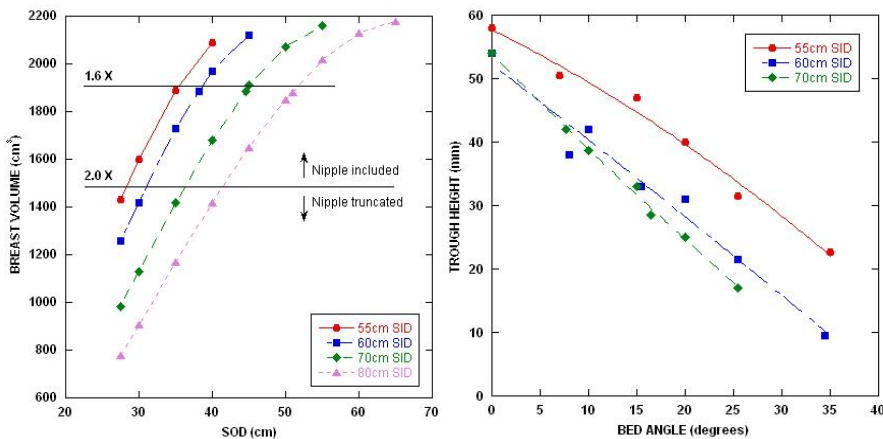 2200
2000
1800
1600
1400
1200
1000
800
600
BREAST VOLUME (cm³)
1.6 X
2.0 X
Nipple included
Nipple truncated
55cm SID
60cm SID
70cm SID
80cm SID
20 30 40 50 60 70
SOD (cm)
60
50
40
30
20
10
0
TROUGH HEIGHT (mm)
55cm SID
60cm SID
70cm SID
0 5 10 15 20 25 30 35 40
BED ANGLE (degrees)